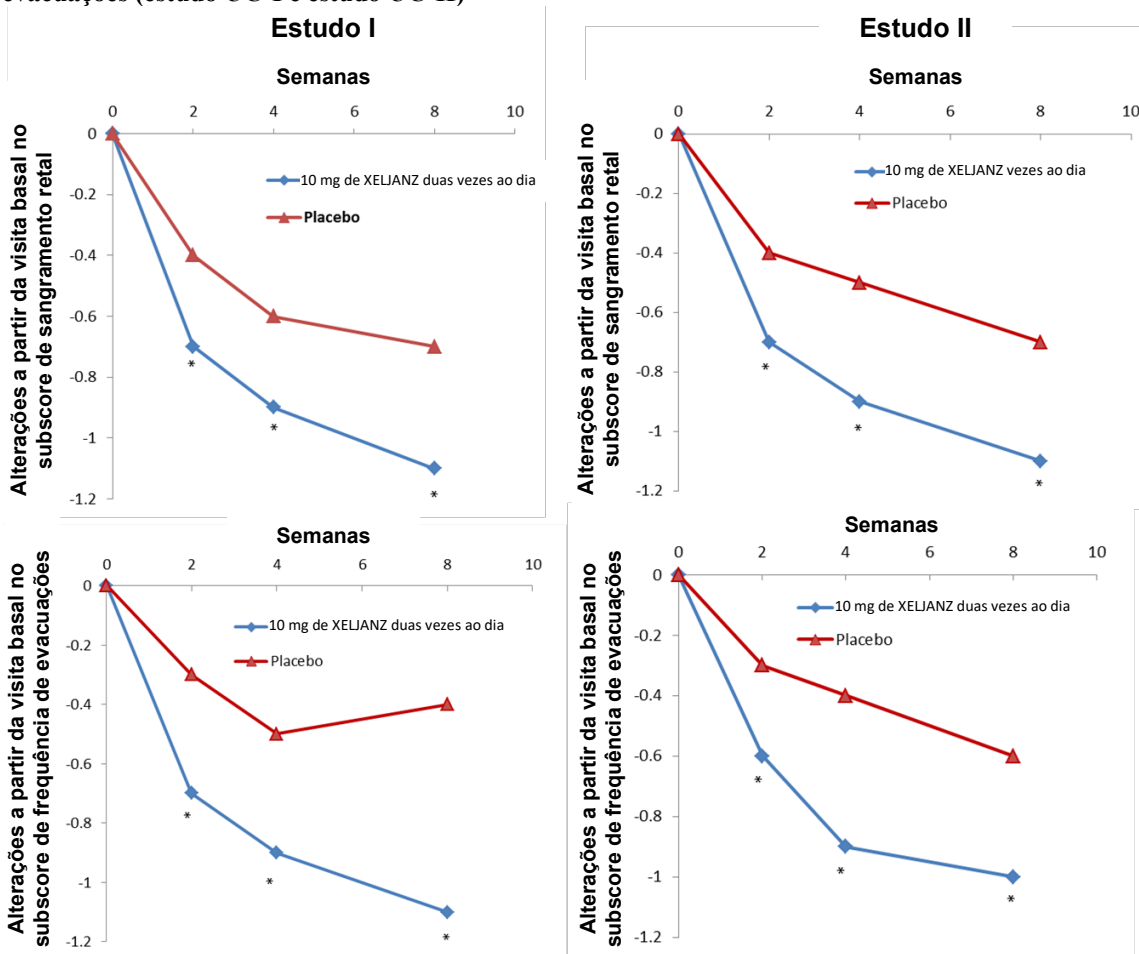 Estudo I
Semanas
0 2 4 6 8 10
0
-0.2
-0.4
-0.6
-0.8
-1
-1.2
Alterações a partir da visita basal no
subscore de sangramento retal
10 mg de XELJANZ duas vezes ao dia
Placebo
*
*
*
Estudo II
Semanas
0 2 4 6 8 10
0
-0.2
-0.4
-0.6
-0.8
-1
-1.2
Alterações a partir da visita basal no
subscore de sangramento retal
10 mg de XELJANZ vezes ao dia
Placebo
*
*
*
Semanas
0 2 4 6 8 10
0
-0.2
-0.4
-0.6
-0.8
-1
-1.2
Alterações a partir da visita basal no
subscore de frequência de evacuações
10 mg de XELJANZ duas vezes ao dia
Placebo
*
*
*
Semanas
0 2 4 6 8 10
0
-0.2
-0.4
-0.6
-0.8
-1
-1.2
Alterações a partir da visita basal no
subscore de frequência de evacuações
10 mg de XELJANZ duas vezes ao dia
Placebo
*
*
*